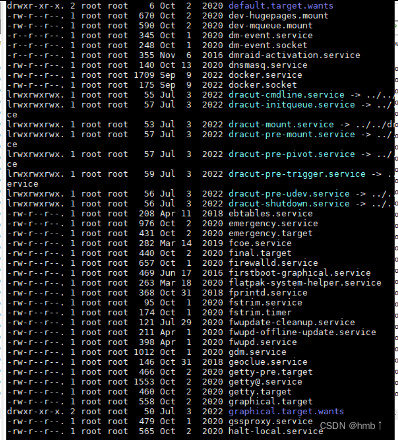 drwxr-xr-x. 2 root root    6 Oct  2  2020 default.target.wants
-rw-r--r--. 1 root root  670 Oct  2  2020 dev-hugepages.mount
-rw-r--r--. 1 root root  590 Oct  2  2020 dev-mqueue.mount
-r--r--r--. 1 root root  345 Oct  1  2020 dm-event.service
-r--r--r--. 1 root root  248 Oct  1  2020 dm-event.socket
-rw-r--r--. 1 root root  355 Nov  6  2016 dmraid-activation.service
-rw-r--r--. 1 root root  140 Oct 13  2020 dnsmasq.service
-rw-r--r--. 1 root root 1709 Sep  9  2022 docker.service
-rw-r--r--. 1 root root  175 Sep  9  2022 docker.socket
lrwxrwxrwx. 1 root root   55 Jul  3  2022 dracut-cmdline.service -> ../..
lrwxrwxrwx. 1 root root   57 Jul  3  2022 dracut-initqueue.service -> ../
ce
lrwxrwxrwx. 1 root root   53 Jul  3  2022 dracut-mount.service -> ../../d
lrwxrwxrwx. 1 root root   57 Jul  3  2022 dracut-pre-mount.service -> ../
ce
lrwxrwxrwx. 1 root root   57 Jul  3  2022 dracut-pre-pivot.service -> ../
ce
lrwxrwxrwx. 1 root root   59 Jul  3  2022 dracut-pre-trigger.service -> .
ervice
lrwxrwxrwx. 1 root root   56 Jul  3  2022 dracut-pre-udev.service -> ../.
lrwxrwxrwx. 1 root root   56 Jul  3  2022 dracut-shutdown.service -> ../.
-rw-r--r--. 1 root root  208 Apr 11  2018 ebtables.service
-rw-r--r--. 1 root root  976 Oct  2  2020 emergency.service
-rw-r--r--. 1 root root  431 Oct  2  2020 emergency.target
-rw-r--r--. 1 root root  282 Mar 14  2019 fcoe.service
-rw-r--r--. 1 root root  440 Oct  2  2020 final.target
-rw-r--r--. 1 root root  657 Oct  1  2020 firewalld.service
-rw-r--r--. 1 root root  469 Jun 17  2016 firstboot-graphical.service
-rw-r--r--. 1 root root  263 Mar 18  2020 flatpak-system-helper.service
-rw-r--r--. 1 root root  368 Oct 31  2018 fprintd.service
-rw-r--r--. 1 root root   95 Oct  1  2020 fstrim.service
-rw-r--r--. 1 root root  174 Oct  1  2020 fstrim.timer
-rw-r--r--. 1 root root  121 Jul 29  2020 fwupdate-cleanup.service
-rw-r--r--. 1 root root  211 Apr  1  2020 fwupd-offline-update.service
-rw-r--r--. 1 root root  398 Apr  1  2020 fwupd.service
-rw-r--r--. 1 root root 1012 Oct  1  2020 gdm.service
-rw-r--r--. 1 root root  146 Oct 31  2018 geoclue.service
-rw-r--r--. 1 root root  466 Oct  2  2020 getty-pre.target
-rw-r--r--. 1 root root 1553 Oct  2  2020 getty@.service
-rw-r--r--. 1 root root  460 Oct  2  2020 getty.target
-rw-r--r--. 1 root root  558 Oct  2  2020 graphical.target
drwxr-xr-x. 2 root root   50 Jul  3  2022 graphical.target.wants
-rw-r--r--. 1 root root  479 Oct  1  2020 gssproxy.service
-rw-r--r--. 1 root root  565 Oct  2  2020 halt-local.service
CSDN @hmb↑